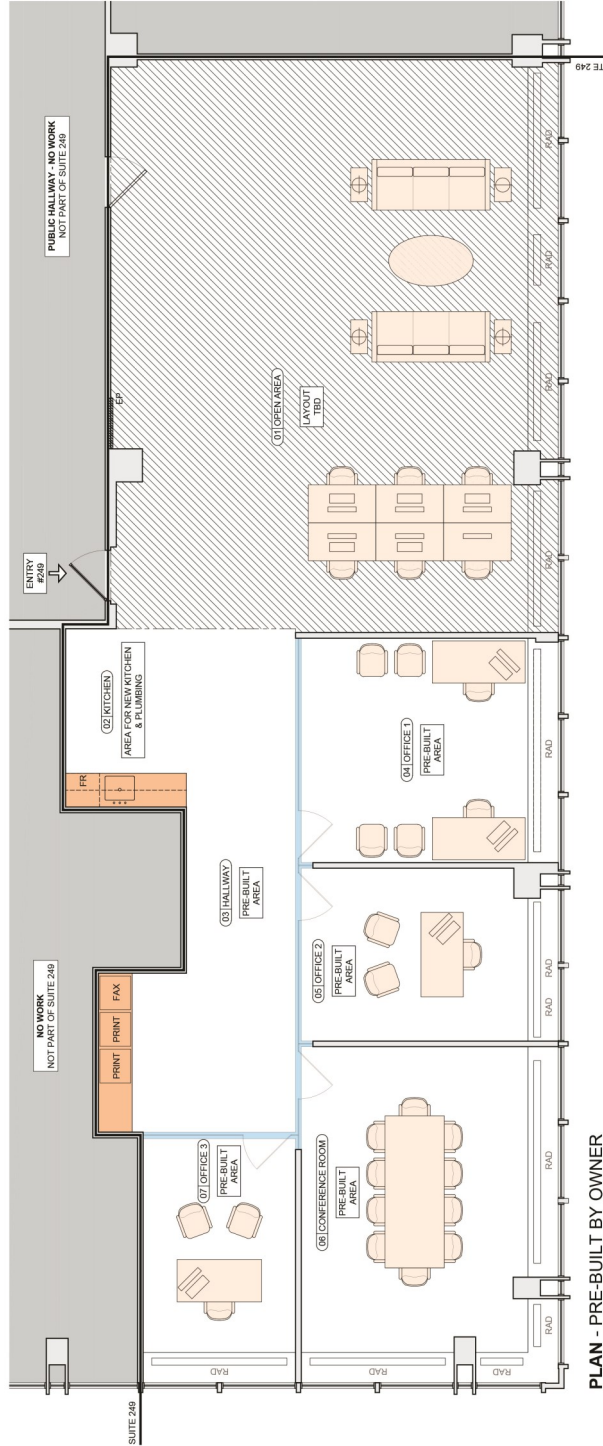 SUITE 249
NO WORK
NOT PART OF SUITE 249
ENTRY
#249
PUBLIC HALLWAY - NO WORK
NOT PART OF SUITE 249
PRINT
PRINT
FAX
FR
02 KITCHEN
AREA FOR NEW KITCHEN
& PLUMBING
EP
03 HALLWAY
PRE-BUILT
AREA
07 OFFICE 3
PRE-BUILT
AREA
06 CONFERENCE ROOM
PRE-BUILT
AREA
05 OFFICE 2
PRE-BUILT
AREA
04 OFFICE 1
PRE-BUILT
AREA
01 OPEN AREA
LAYOUT
TBD
RAD
RAD
RAD
RAD
RAD
RAD
RAD
RAD
RAD
RAD
RAD
RAD
TE 249
PLAN - PRE-BUILT BY OWNER